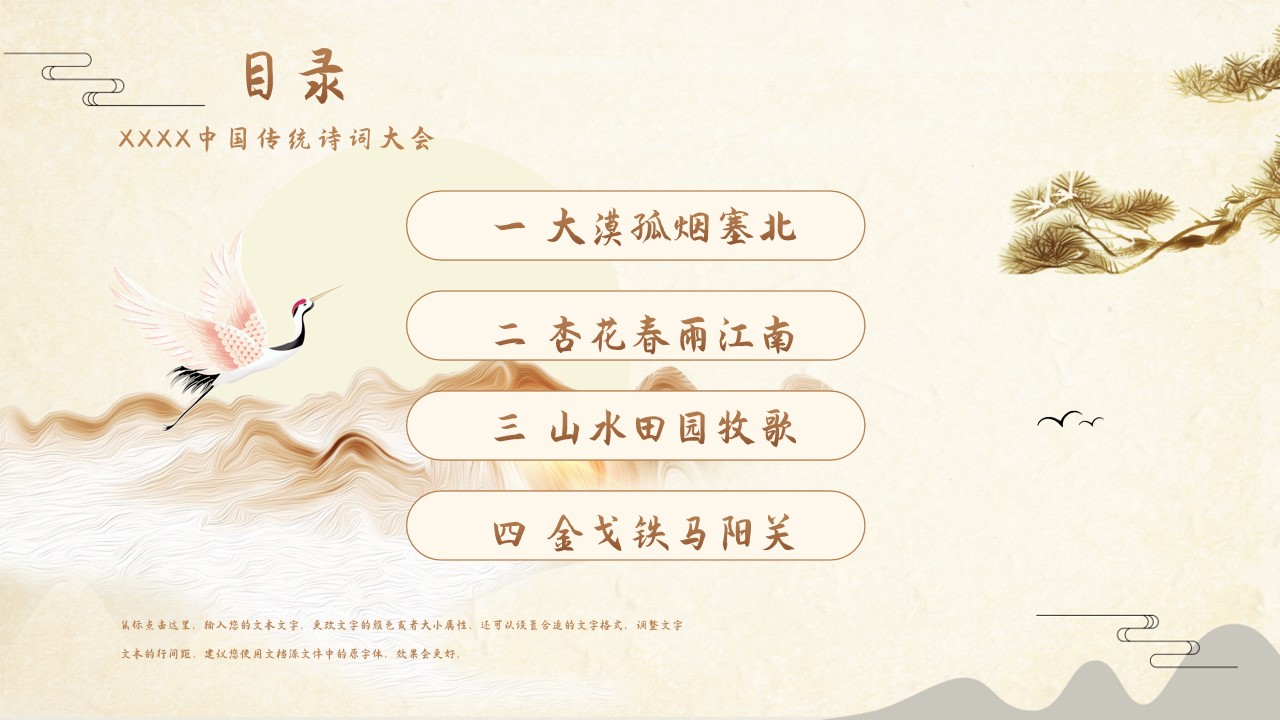 目录
XXXX中国传统诗词大会
一 大漠孤烟塞北
二 杏花春雨江南
三 山水田园牧歌
四 金戈铁马阳关
鼠标点击这里，输入您的文本文字，更改文字的颜色或者大小属性，还可以设置合适的文字格式，调整文字
文本的行间距，建议您使用文档源文件中的原字体，效果会更好。